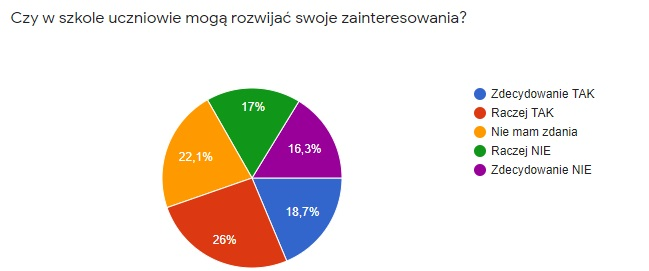 Czy w szkole uczniowie mogą rozwijać swoje zainteresowania?
17%
16,3%
22,1%
18,7%
26%
Zdecydowanie TAK
Raczej TAK
Nie mam zdania
Raczej NIE
Zdecydowanie NIE